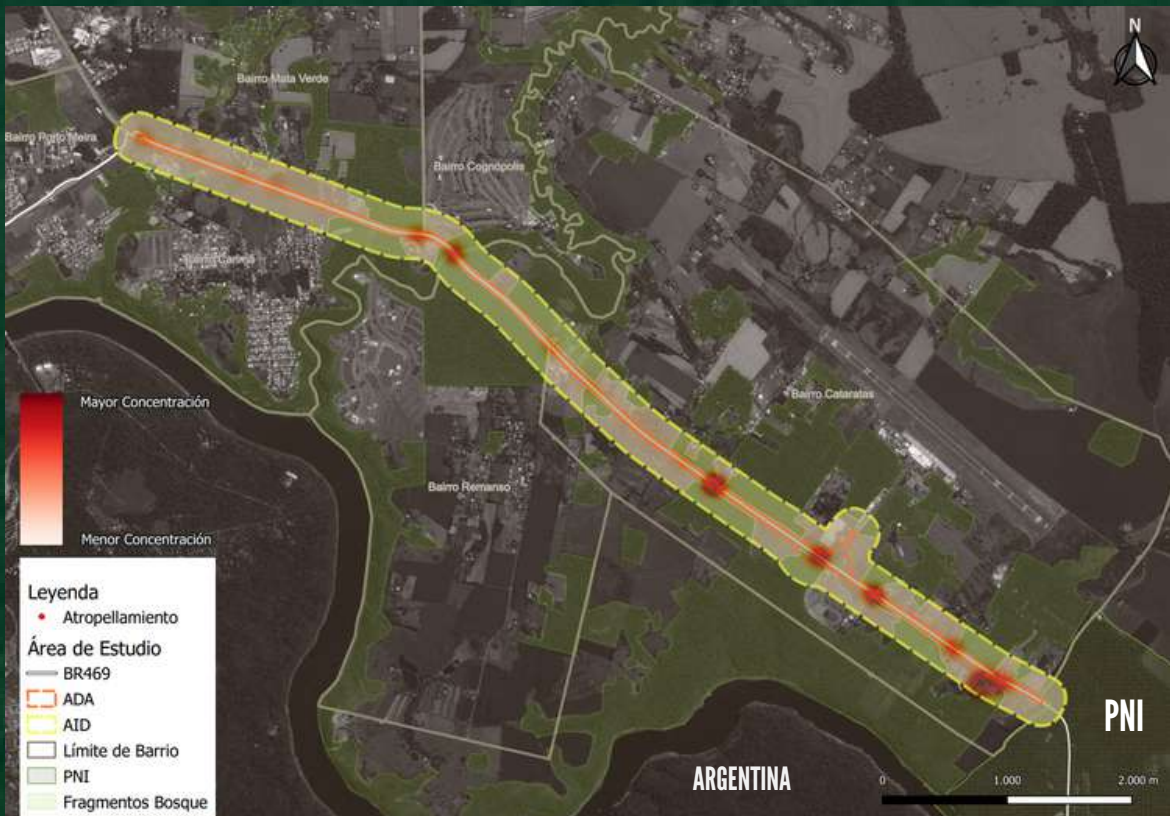 N
Bairro Mata Verde
Bairro Porto Meira
Bairro Cognópolis
Bairro Carimã
Bairro Cataratas
Mayor Concentración
Bairro Remanso
Menor Concentración
Leyenda
Atropellamiento
Área de Estudio
BR469
ADA
AID
Límite de Barrio
PNI
Fragmentos Bosque
PNI
ARGENTINA
0 1.000 2.000 m